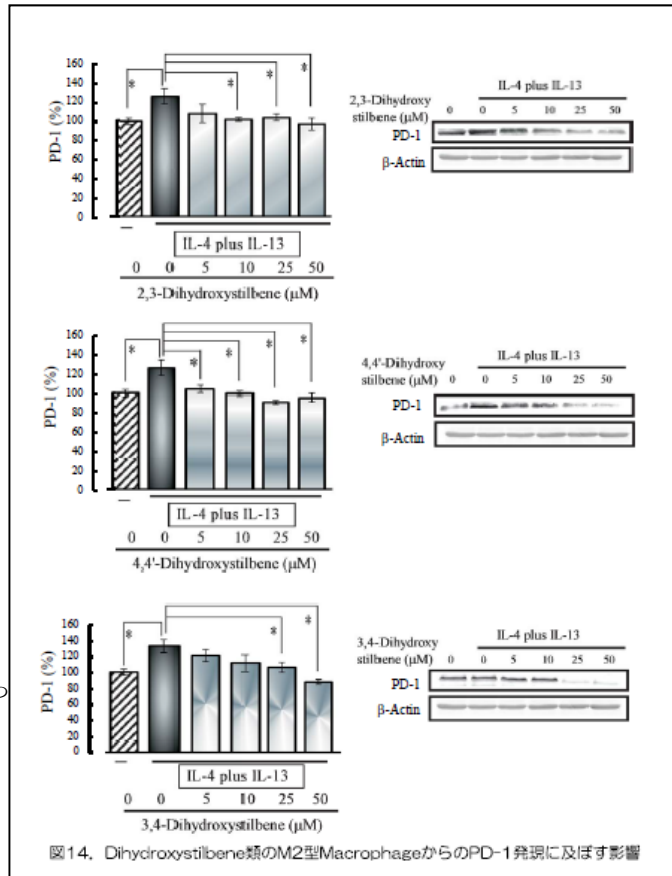 PD-1 (%)
160
140
120
100
80
60
40
20
0
* * * *
−
IL-4 plus IL-13
0 0 5 10 25 50
2,3-Dihydroxystilbene (μM)
IL-4 plus IL-13
2,3-Dihydroxy
stilbene (μM)
0 0 5 10 25 50
PD-1
β-Actin
PD-1 (%)
160
140
120
100
80
60
40
20
0
* * * * *
−
IL-4 plus IL-13
0 0 5 10 25 50
4,4'-Dihydroxystilbene (μM)
IL-4 plus IL-13
4,4'-Dihydroxy
stilbene (μM)
0 0 5 10 25 50
PD-1
β-Actin
PD-1 (%)
160
140
120
100
80
60
40
20
0
* * *
−
IL-4 plus IL-13
0 0 5 10 25 50
3,4-Dihydroxystilbene (μM)
IL-4 plus IL-13
3,4-Dihydroxy
stilbene (μM)
0 0 5 10 25 50
PD-1
β-Actin
図14. Dihydroxystilbene類のM2型MacrophageからのPD-1発現に及ぼす影響